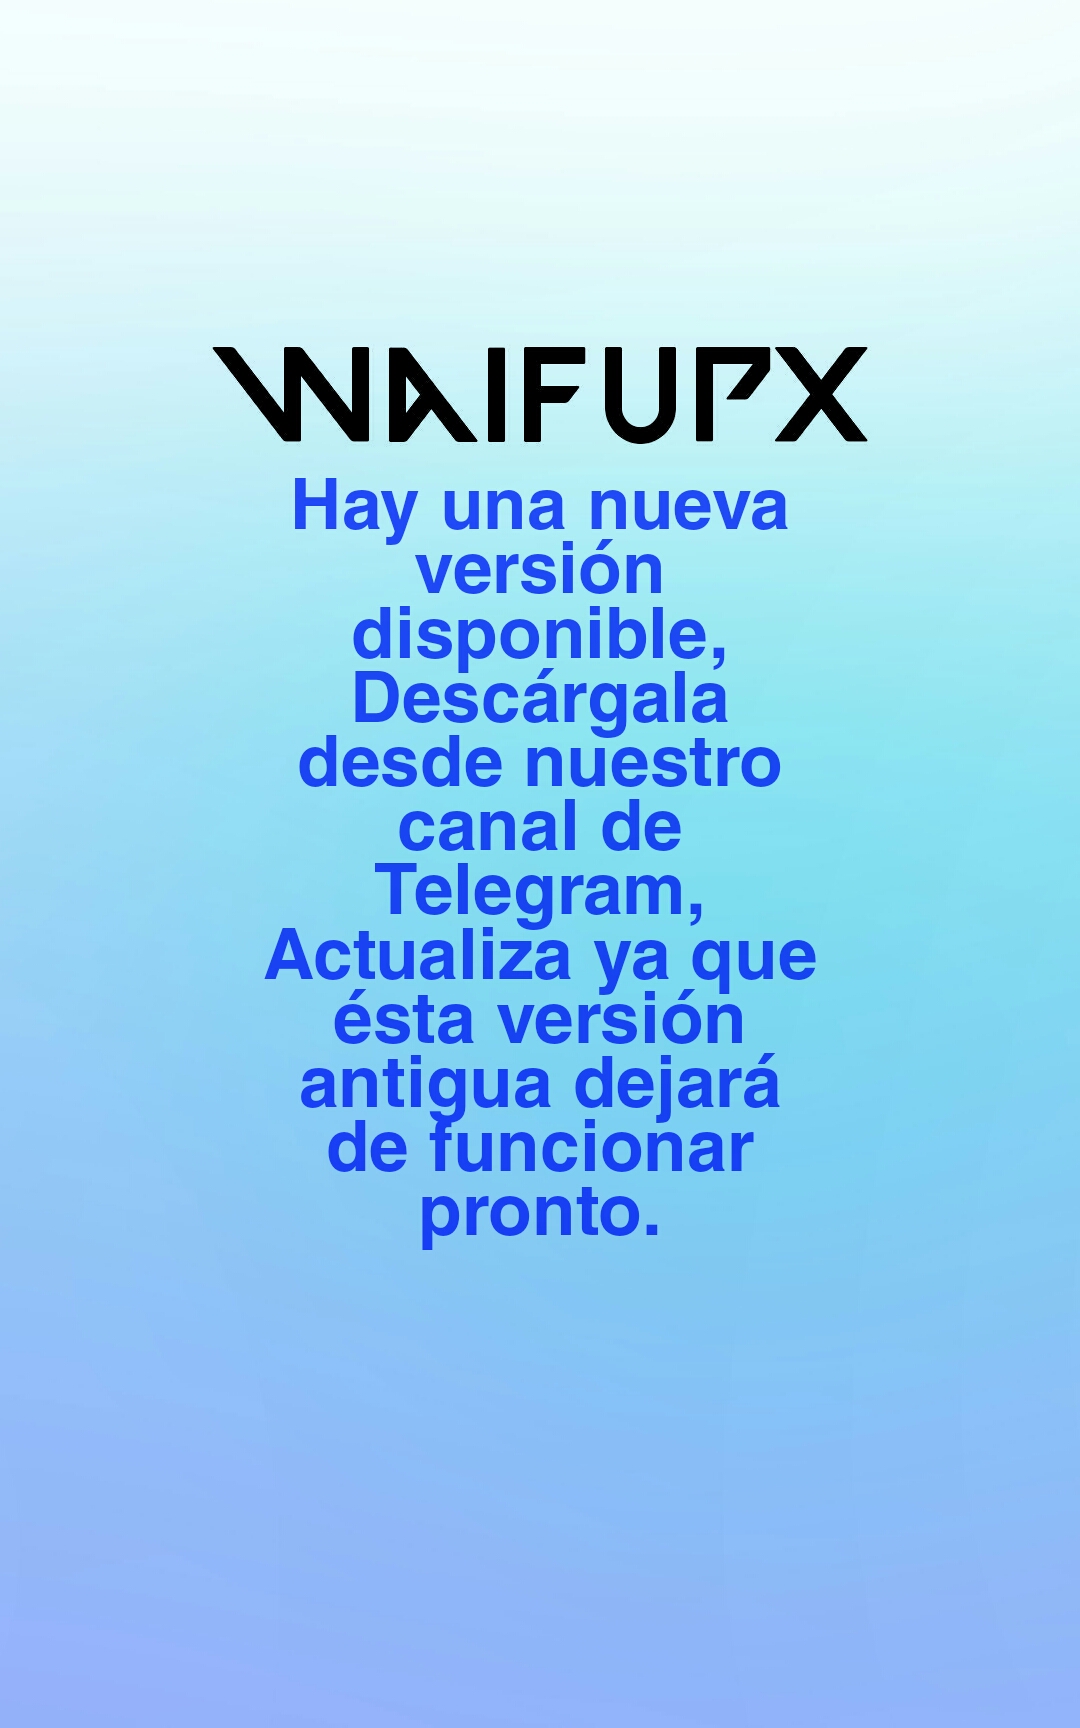 WAIFUPX
Hay una nueva
versión
disponible,
Descárgala
desde nuestro
canal de
Telegram,
Actualiza ya que
ésta versión
antigua dejará
de funcionar
pronto.